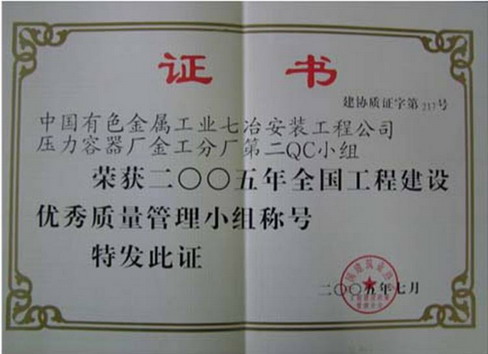 证书
建协质证字第217号
中国有色金属工业七冶安装工程公司
压力容器厂金工分厂第二QC小组
荣获二〇〇五年全国工程建设
优秀质量管理小组称号
特发此证
二〇〇五年七月